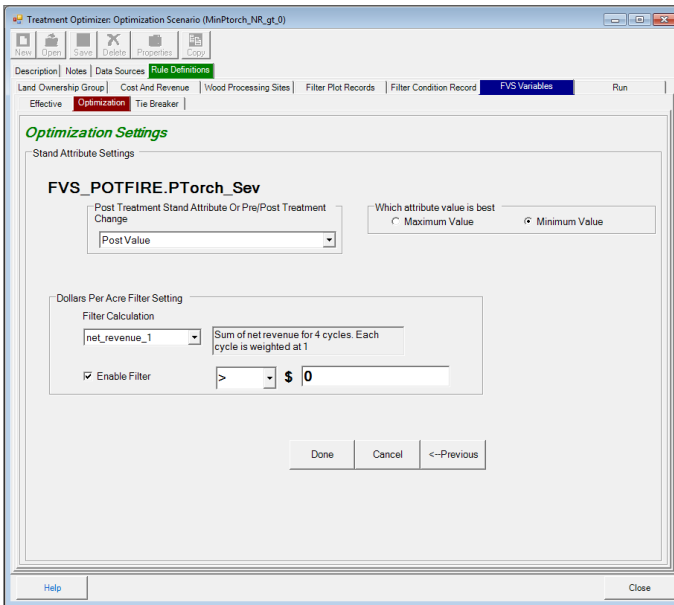 Treatment Optimizer: Optimization Scenario (MinPtorch_NR_gt_0)
New Open Save Delete Properties Copy
Description Notes Data Sources Rule Definitions
Land Ownership Group Cost And Revenue Wood Processing Sites Filter Plot Records Filter Condition Record FVS Variables Run
Effective Optimization Tie Breaker
Optimization Settings
Stand Attribute Settings
FVS_POTFIRE.PTorch_Sev
Post Treatment Stand Attribute Or Pre/Post Treatment
Change
Post Value
Which attribute value is best
Maximum Value Minimum Value
Dollars Per Acre Filter Setting
Filter Calculation
net_revenue_1
Sum of net revenue for 4 cycles. Each
cycle is weighted at 1
Enable Filter > $ 0
Done Cancel <--Previous
Help Close